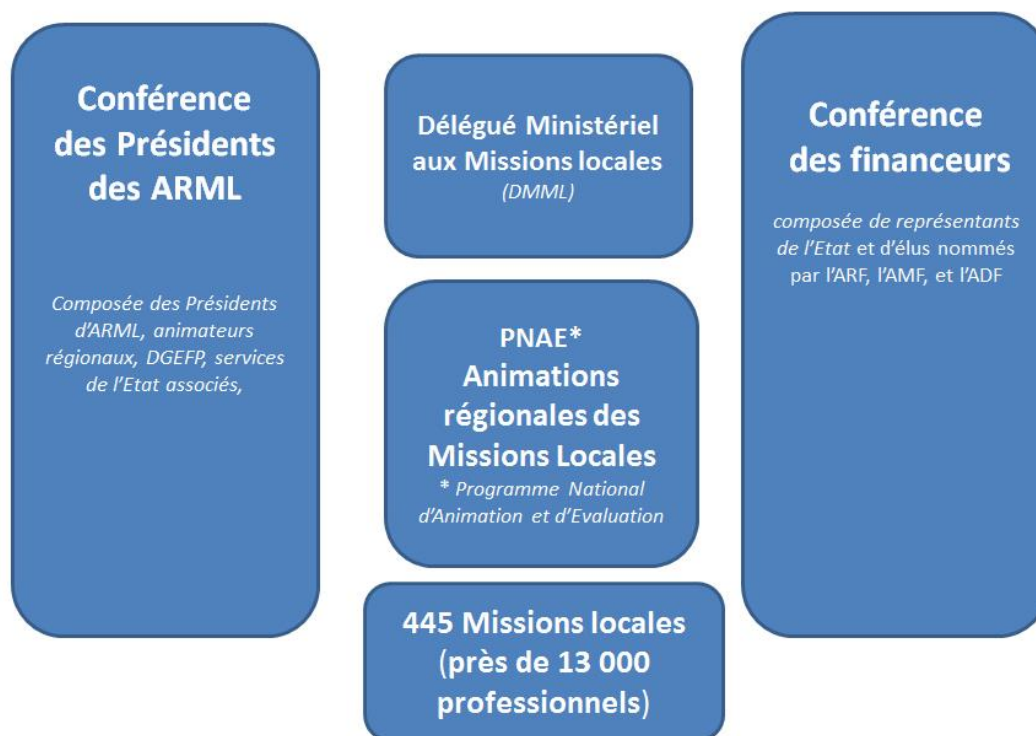 Conférence
des Présidents
des ARML
Composée des Présidents
d'ARML, animateurs
régionaux, DGEFP, services
de l'Etat associés,
Délégué Ministériel
aux Missions locales
(DMML)
PNAE*
Animations
régionales des
Missions Locales
* Programme National
d'Animation et d'Evaluation
445 Missions locales
(près de 13 000
professionnels)
Conférence
des financeurs
composée de représentants
de l'Etat et d'élus nommés
par l'ARF, l'AMF, et l'ADF